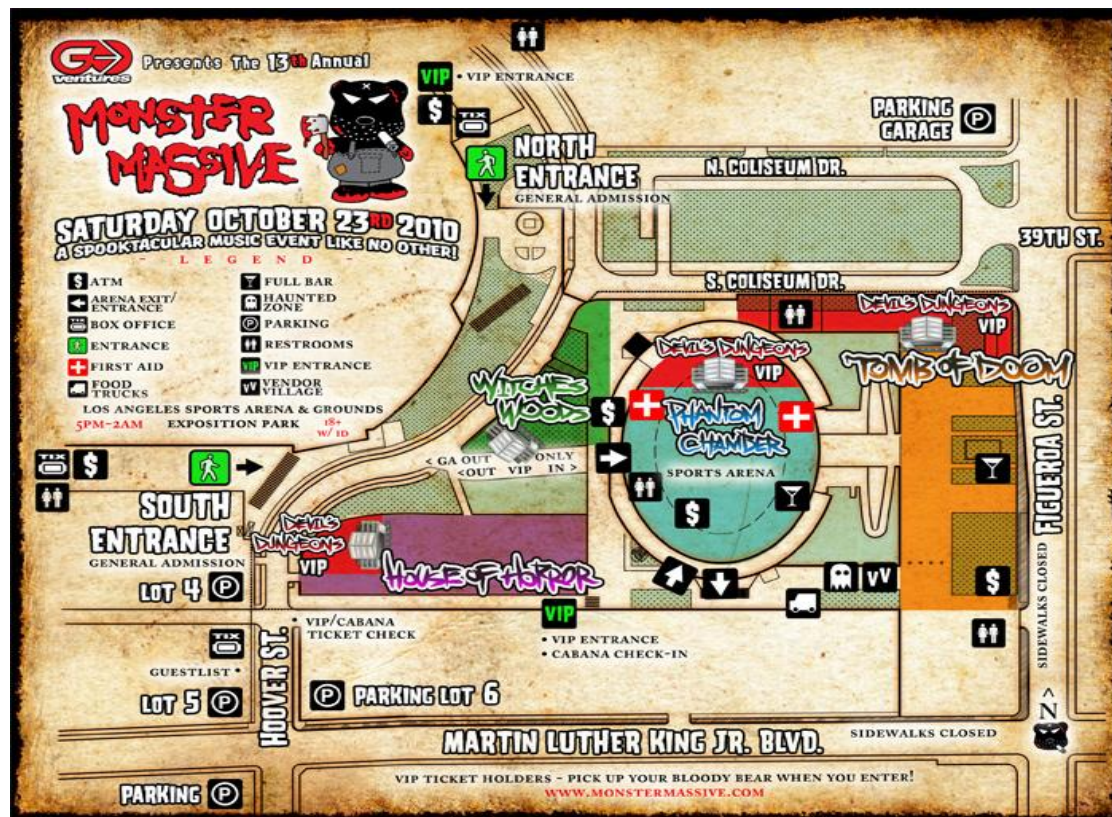 GO
ventures
Presents The 13th Annual
MONSTER
MASSIVE
SATURDAY OCTOBER 23RD 2010
A SPOOKTACULAR MUSIC EVENT LIKE NO OTHER!
- LEGEND -
$ ATM
ARENA EXIT/
ENTRANCE
TIX BOX OFFICE
ENTRANCE
FIRST AID
FOOD
TRUCKS
FULL BAR
HAUNTED
ZONE
P PARKING
RESTROOMS
VIP VIP ENTRANCE
VV VENDOR
VILLAGE
LOS ANGELES SPORTS ARENA & GROUNDS
5PM-2AM EXPOSITION PARK 18+
W/ ID
VIP • VIP ENTRANCE
$ TIX
NORTH
ENTRANCE
GENERAL ADMISSION
PARKING
GARAGE P
N. COLISEUM DR.
39TH ST.
S. COLISEUM DR.
DEVIL'S DUNGEONS
VIP
TOMB OF DOOM
DEVIL'S DUNGEONS
VIP
WITCHES
WOODS
$
PHANTOM
CHAMBER
SPORTS ARENA
$
< GA OUT ONLY
<OUT VIP IN >
TIX $
SOUTH
ENTRANCE
GENERAL ADMISSION
LOT 4 P
DEVIL'S
DUNGEONS
VIP
HOUSE OF HORROR
VV
$
FIGUEROA ST.
SIDEWALKS CLOSED
• VIP/CABANA
TICKET CHECK
VIP
• VIP ENTRANCE
• CABANA CHECK-IN
TIX
GUESTLIST •
LOT 5 P
HOOVER ST.
P PARKING LOT 6
^
N
MARTIN LUTHER KING JR. BLVD.
SIDEWALKS CLOSED
VIP TICKET HOLDERS - PICK UP YOUR BLOODY BEAR WHEN YOU ENTER!
WWW.MONSTERMASSIVE.COM
PARKING P